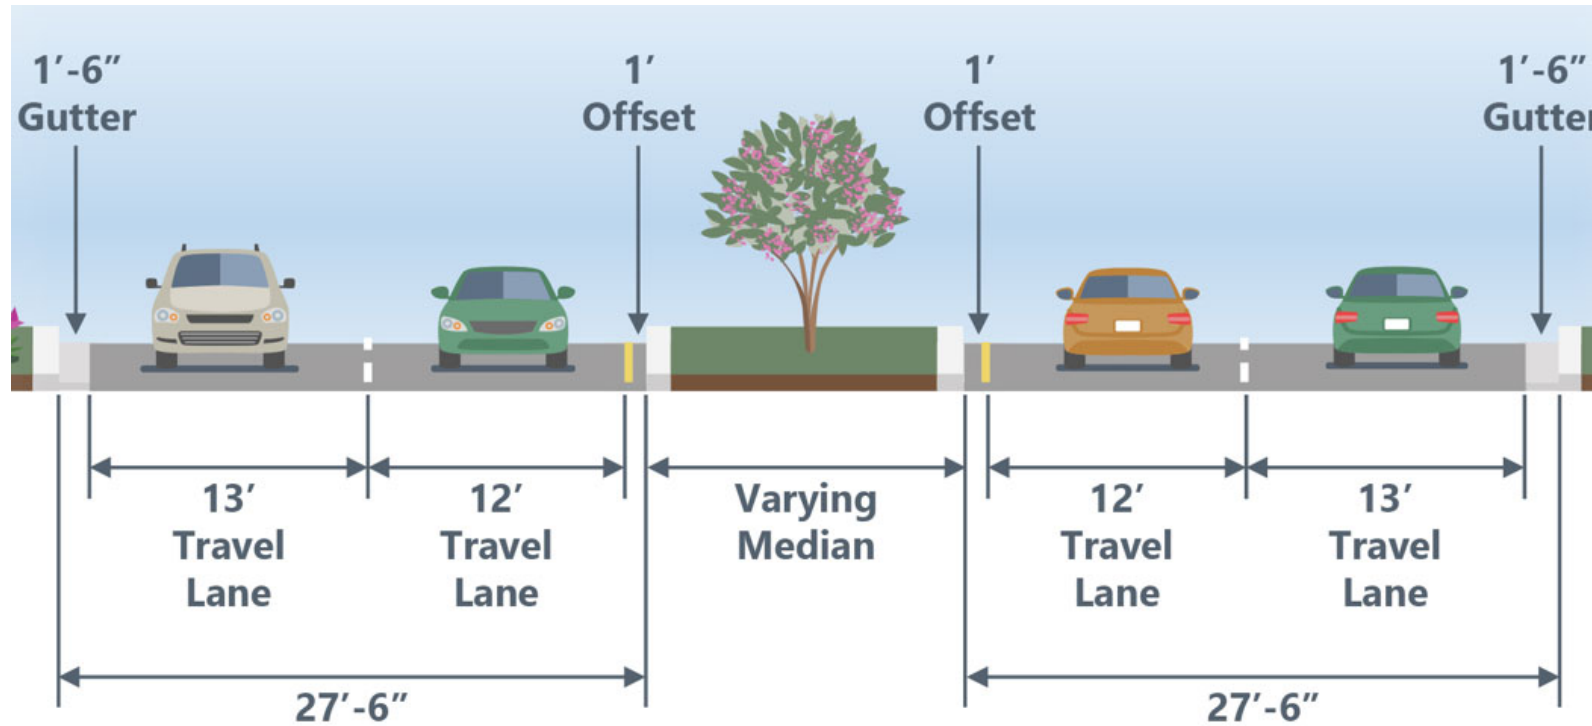 1’-6”
Gutter
1’
Offset
1’
Offset
1’-6”
Gutter
13’
Travel
Lane
12’
Travel
Lane
Varying
Median
12’
Travel
Lane
13’
Travel
Lane
27’-6”
27’-6”